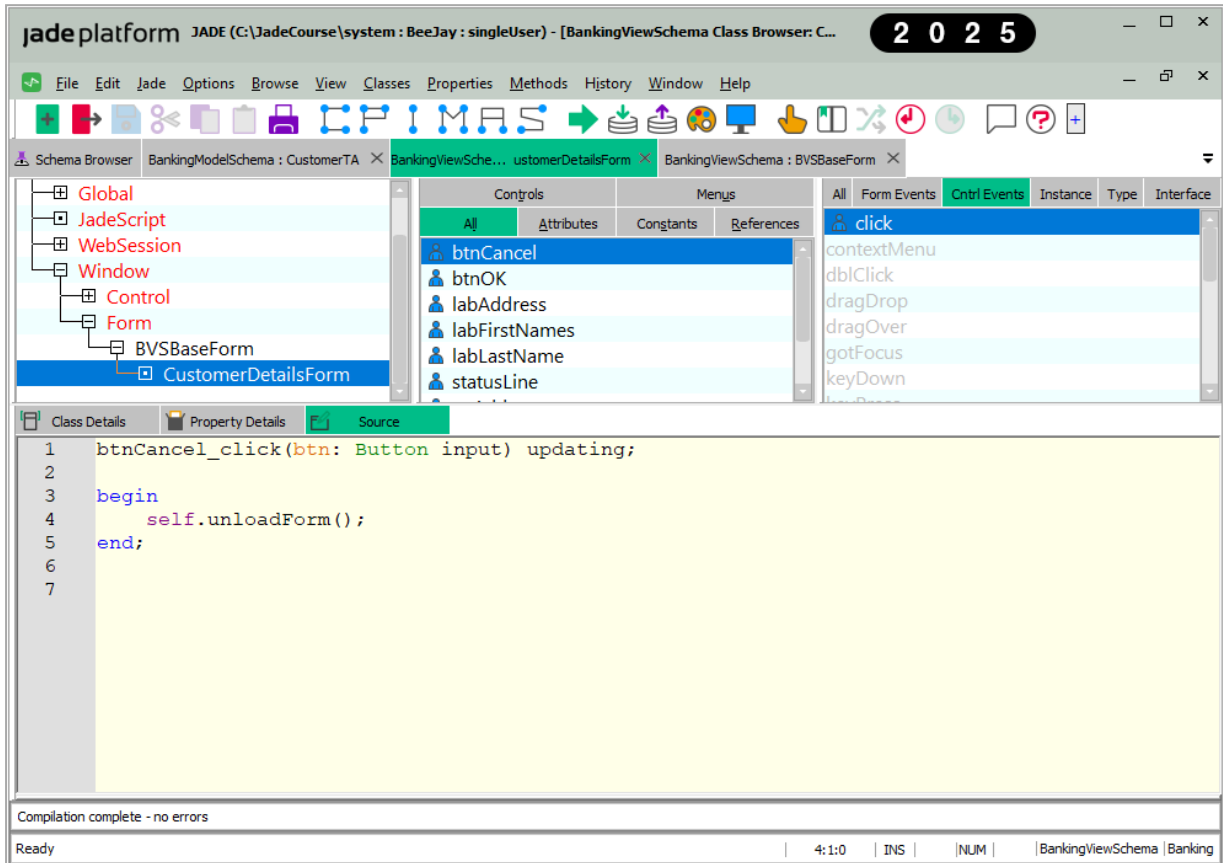 jade platform JADE (C:\JadeCourse\system : BeeJay : singleUser) - [BankingViewSchema Class Browser: C... 2 0 2 5
File Edit Jade Options Browse View Classes Properties Methods History Window Help
C P I M A S
Schema Browser BankingModelSchema : CustomerTA BankingViewSche... ustomerDetailsForm BankingViewSchema : BVSBaseForm
Global
JadeScript
WebSession
Window
Control
Form
BVSBaseForm
CustomerDetailsForm
Controls Menus
All Attributes Constants References
btnCancel
btnOK
labAddress
labFirstNames
labLastName
statusLine
All Form Events Cntrl Events Instance Type Interface
click
contextMenu
dblClick
dragDrop
dragOver
gotFocus
keyDown
Class Details Property Details Source
1 btnCancel_click(btn: Button input) updating;
2
3 begin
4 self.unloadForm();
5 end;
6
7
Compilation complete - no errors
Ready 4:1:0 INS NUM BankingViewSchema Banking